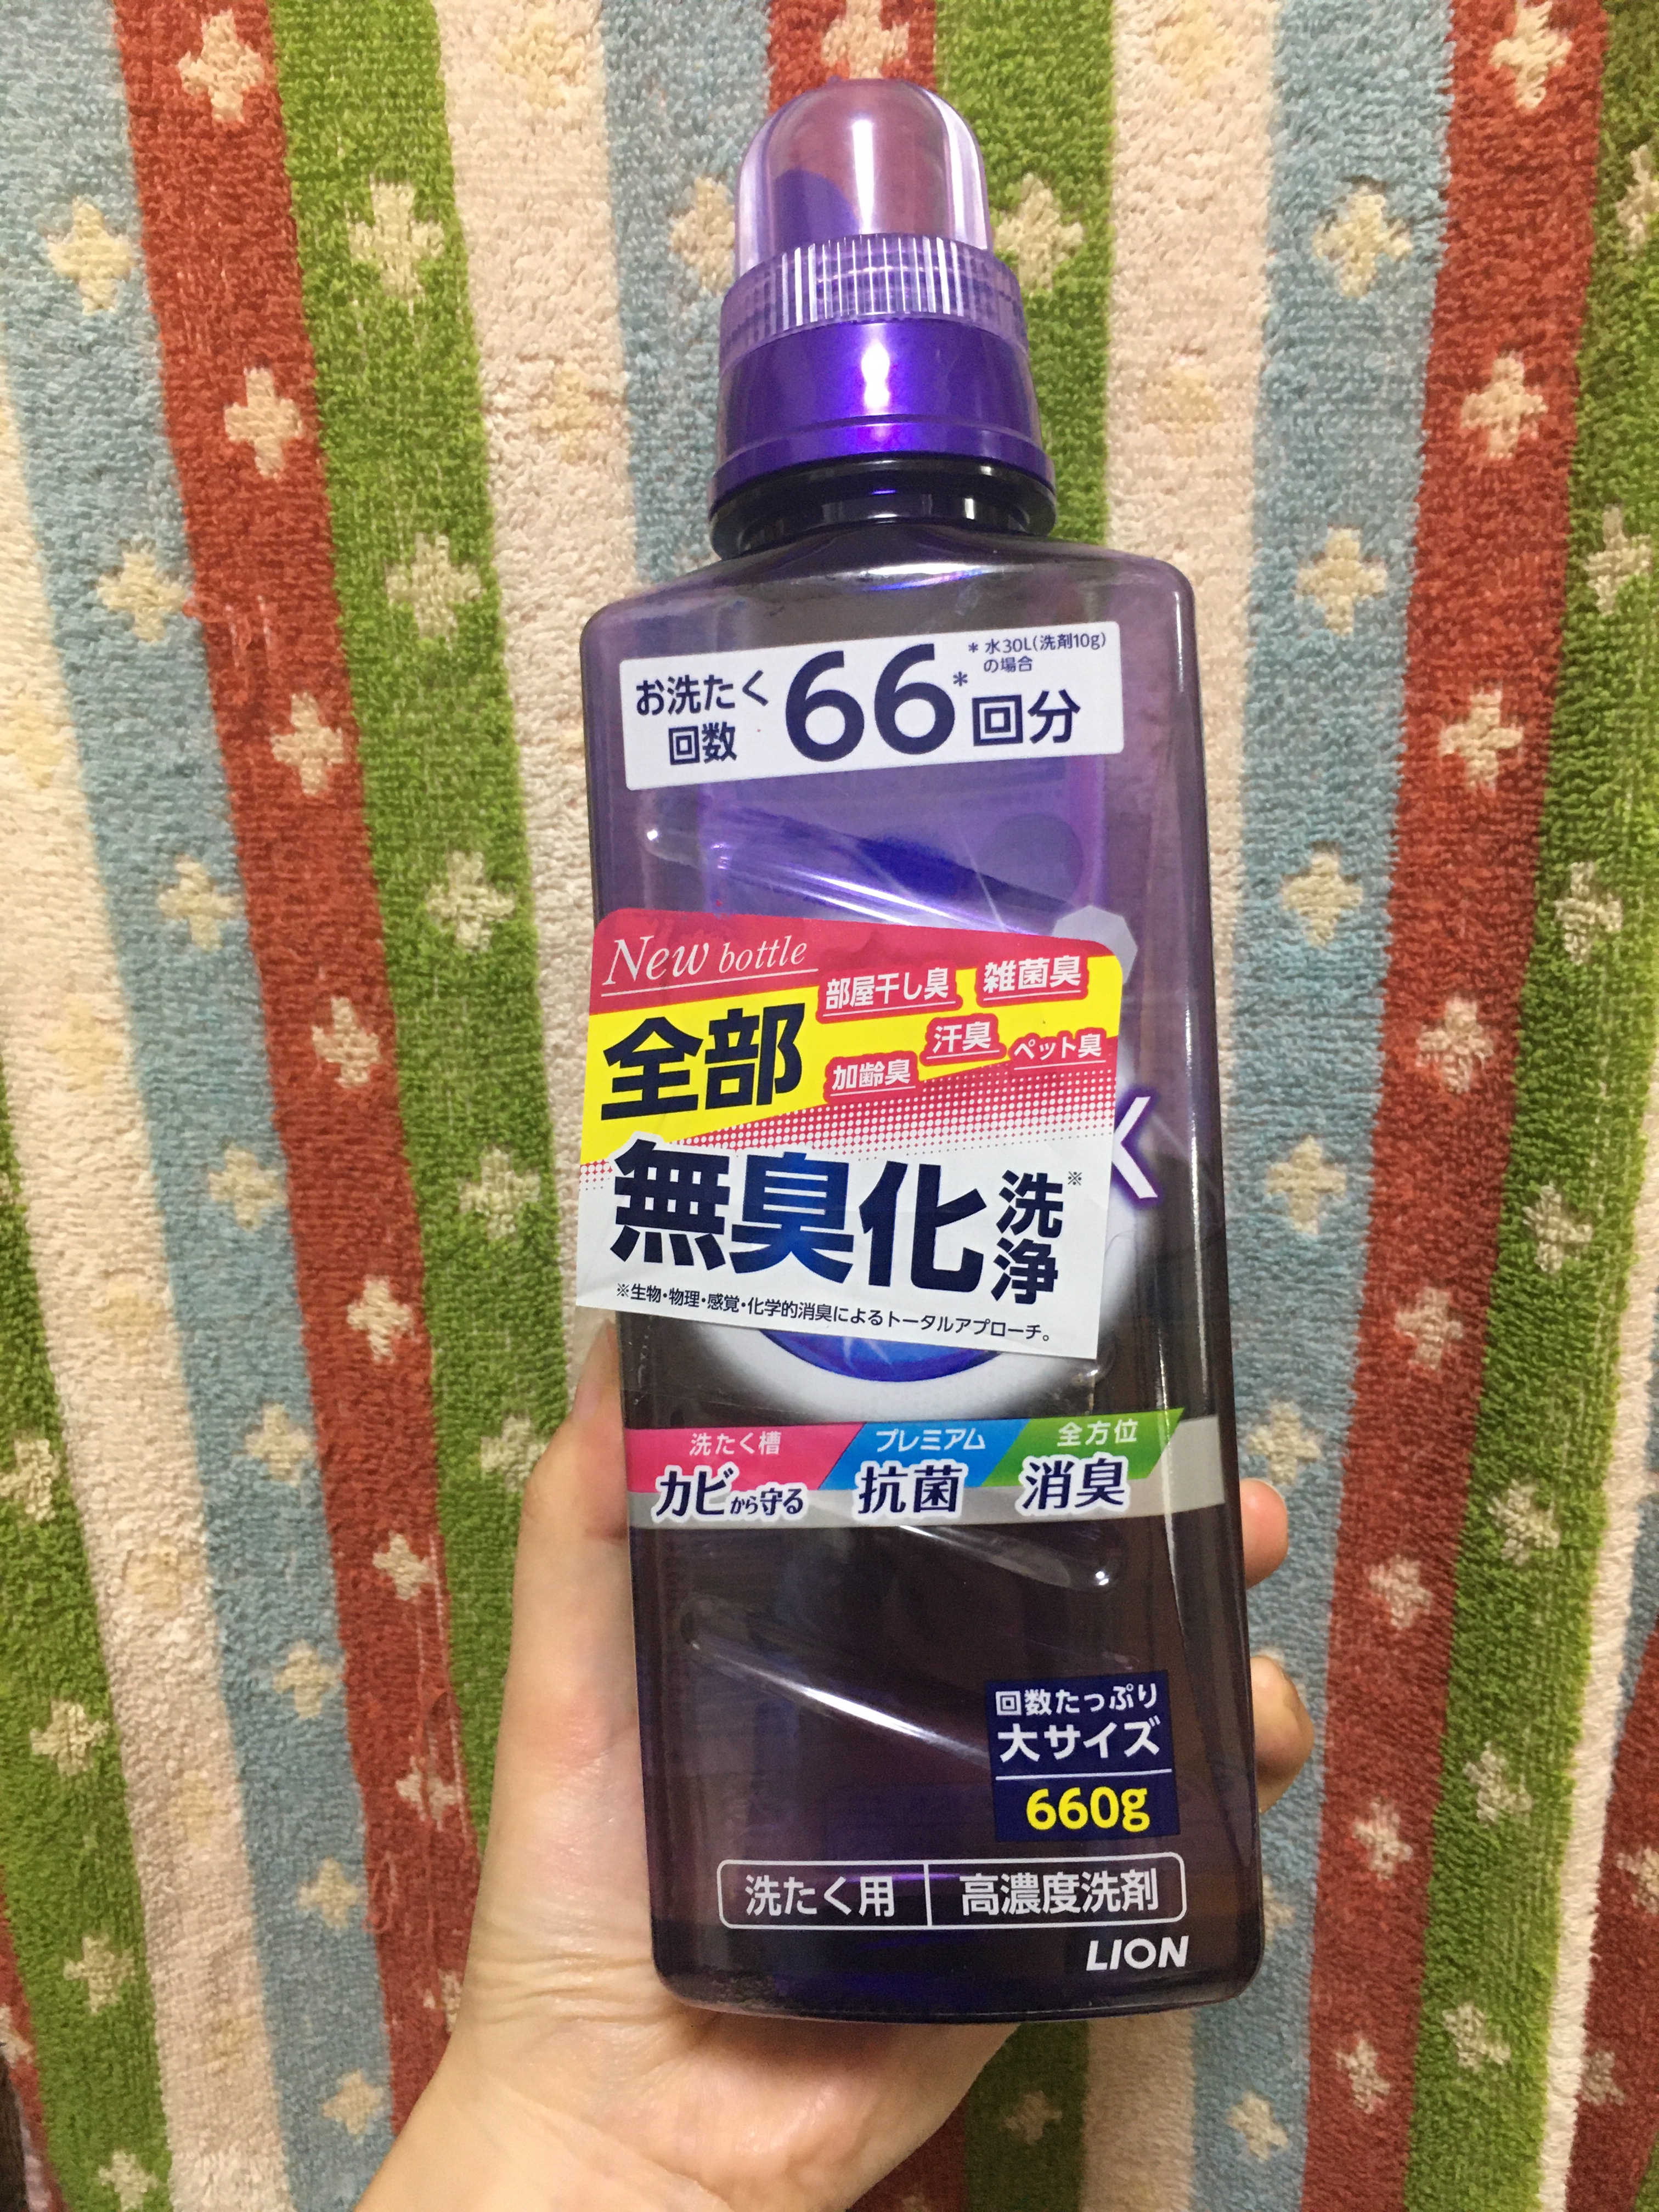 お洗たく
回数
66*回分
*水30L(洗剤10g)
の場合
New bottle
全部
部屋干し臭 雑菌臭
加齢臭 汗臭 ペット臭
無臭化洗浄※
※生物・物理・感覚・化学的消臭によるトータルアプローチ。
X
洗たく槽
カビから守る
プレミアム
抗菌
全方位
消臭
回数たっぷり
大サイズ
660g
洗たく用 高濃度洗剤
LION